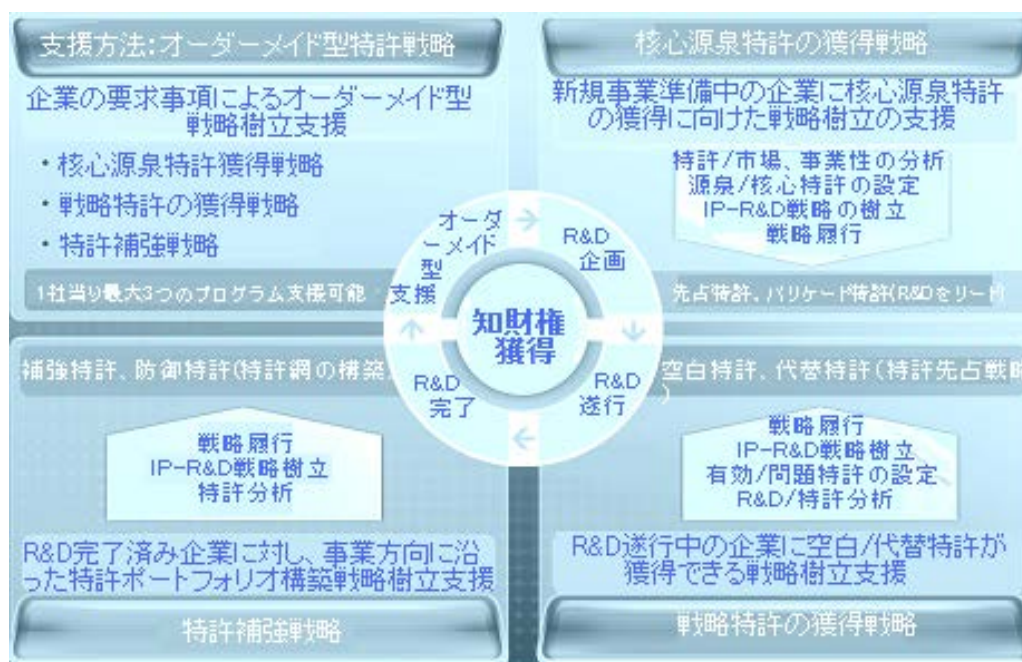 支援方法:オーダーメイド型特許戦略
企業の要求事項によるオーダーメイド型
戦略樹立支援
・核心源泉特許獲得戦略
・戦略特許の獲得戦略
・特許補強戦略
1社当り最大3つのプログラム支援可能
核心源泉特許の獲得戦略
新規事業準備中の企業に核心源泉特許
の獲得に向けた戦略樹立の支援
特許/市場、事業性の分析
源泉/核心特許の設定
IP-R&D戦略の樹立
戦略履行
先占特許、バリケード特許(R&Dをリード)
オーダ
ーメイド
型
支援
R&D
企画
知財権
獲得
R&D
完了
R&D
遂行
補強特許、防御特許(特許網の構築)
戦略履行
IP-R&D戦略樹立
特許分析
R&D完了済み企業に対し、事業方向に沿
った特許ポートフォリオ構築戦略樹立支援
特許補強戦略
空白特許、代替特許(特許先占戦略
)
戦略履行
IP-R&D戦略樹立
有効/問題特許の設定
R&D/特許分析
R&D遂行中の企業に空白/代替特許が
獲得できる戦略樹立支援
戦略特許の獲得戦略